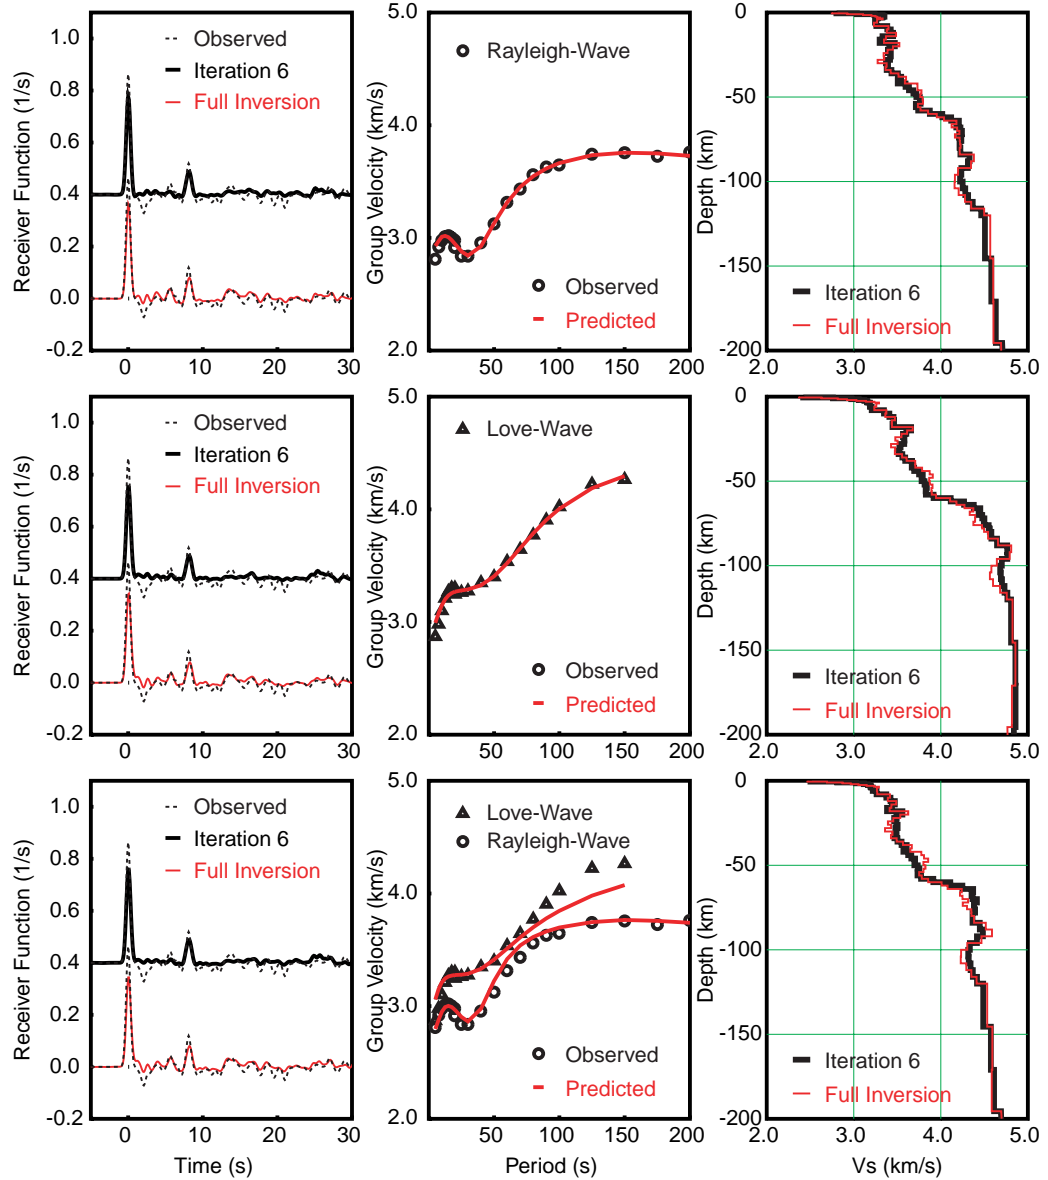 1.0
0.8
0.6
0.4
0.2
0.0
-0.2
Receiver Function (1/s)
Observed
Iteration 6
Full Inversion
0
10
20
30
5.0
4.0
3.0
2.0
Group Velocity (km/s)
Rayleigh-Wave
Observed
Predicted
50
100
150
200
0
-50
-100
-150
-200
Depth (km)
Iteration 6
Full Inversion
2.0
3.0
4.0
5.0
1.0
0.8
0.6
0.4
0.2
0.0
-0.2
Receiver Function (1/s)
Observed
Iteration 6
Full Inversion
0
10
20
30
5.0
4.0
3.0
2.0
Group Velocity (km/s)
Love-Wave
Observed
Predicted
50
100
150
200
0
-50
-100
-150
-200
Depth (km)
Iteration 6
Full Inversion
2.0
3.0
4.0
5.0
1.0
0.8
0.6
0.4
0.2
0.0
-0.2
Receiver Function (1/s)
Observed
Iteration 6
Full Inversion
0
10
20
30
Time (s)
5.0
4.0
3.0
2.0
Group Velocity (km/s)
Love-Wave
Rayleigh-Wave
Observed
Predicted
50
100
150
200
Period (s)
0
-50
-100
-150
-200
Depth (km)
Iteration 6
Full Inversion
2.0
3.0
4.0
5.0
Vs (km/s)